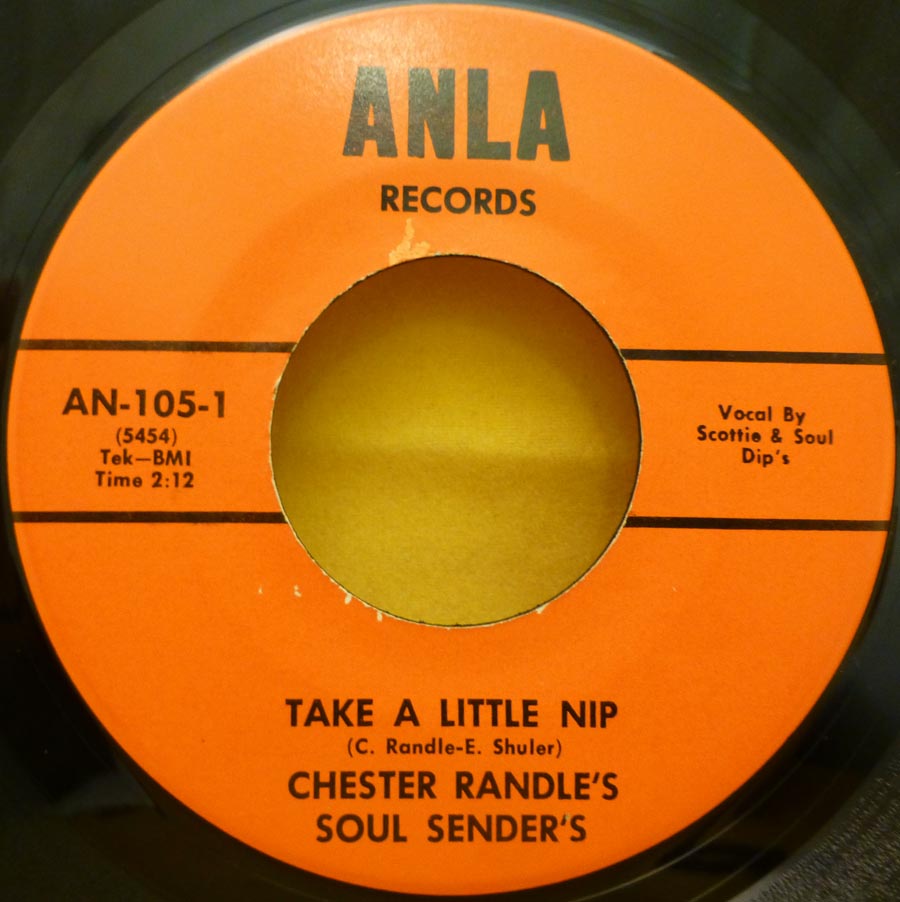 ANLA
RECORDS
AN-105-1
(5454)
Tek—BMI
Time 2:12
Vocal By
Scottie & Soul
Dip's
TAKE A LITTLE NIP
(C. Randle-E. Shuler)
CHESTER RANDLE'S
SOUL SENDER'S